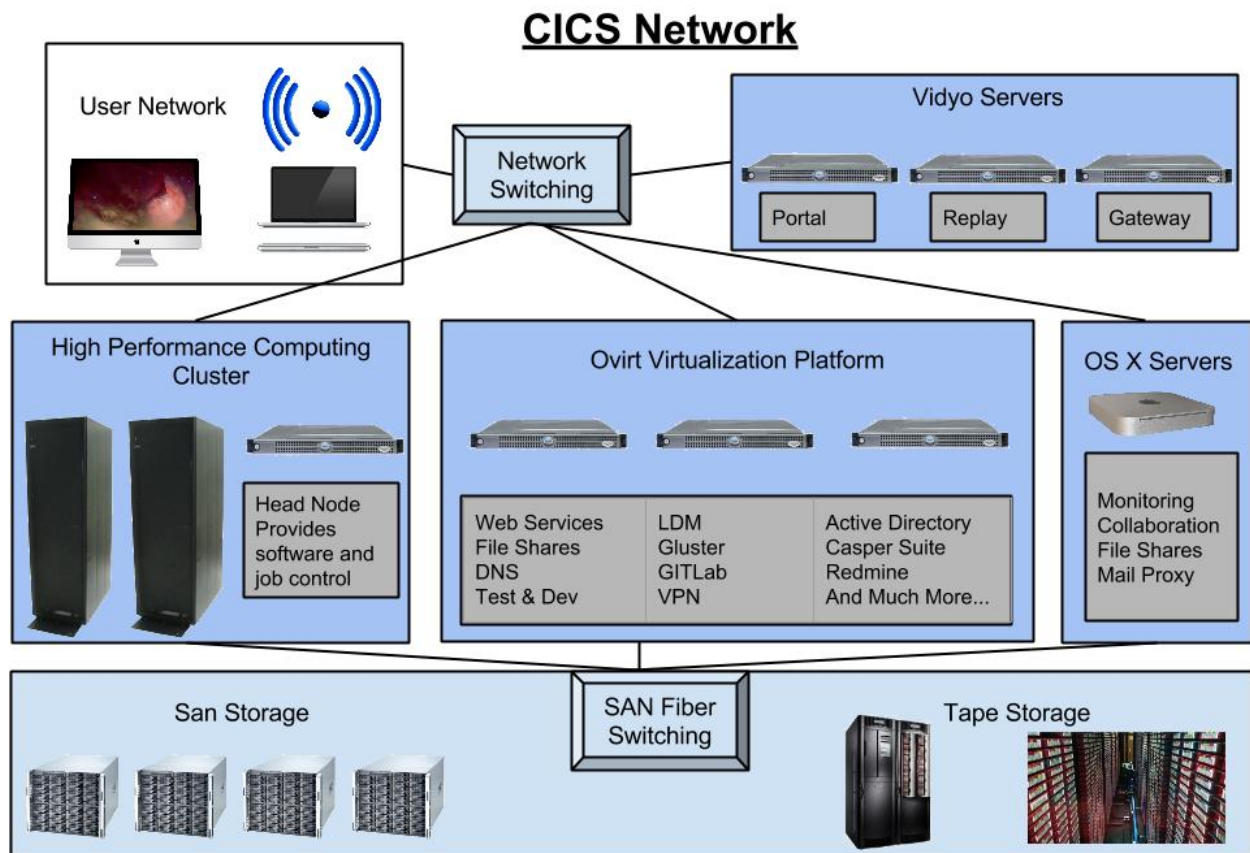 CICS Network
User Network
Network
Switching
Vidyo Servers
Portal
Replay
Gateway
High Performance Computing
Cluster
Head Node
Provides
software and
job control
Ovirt Virtualization Platform
Web Services
File Shares
DNS
Test & Dev
LDM
Gluster
GITLab
VPN
Active Directory
Casper Suite
Redmine
And Much More...
OS X Servers
Monitoring
Collaboration
File Shares
Mail Proxy
San Storage
SAN Fiber
Switching
Tape Storage